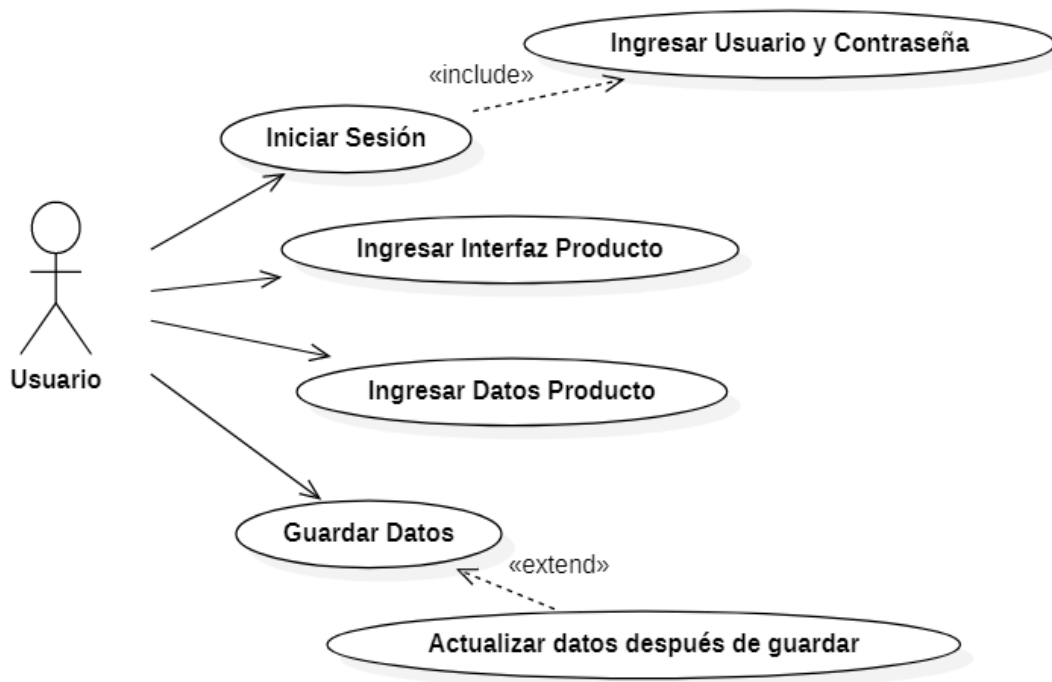 Ingresar Usuario y Contraseña
«include»
Iniciar Sesión
Ingresar Interfaz Producto
Usuario
Ingresar Datos Producto
Guardar Datos
«extend»
Actualizar datos después de guardar